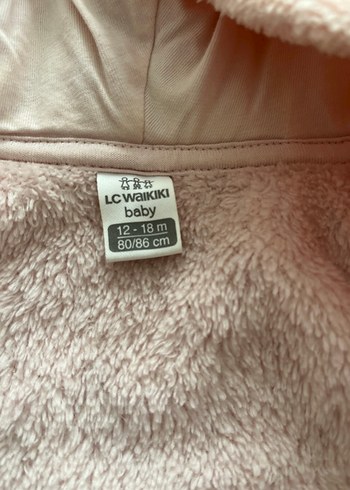 LC WAIKIKI
baby
12 - 18 m
80/86 cm